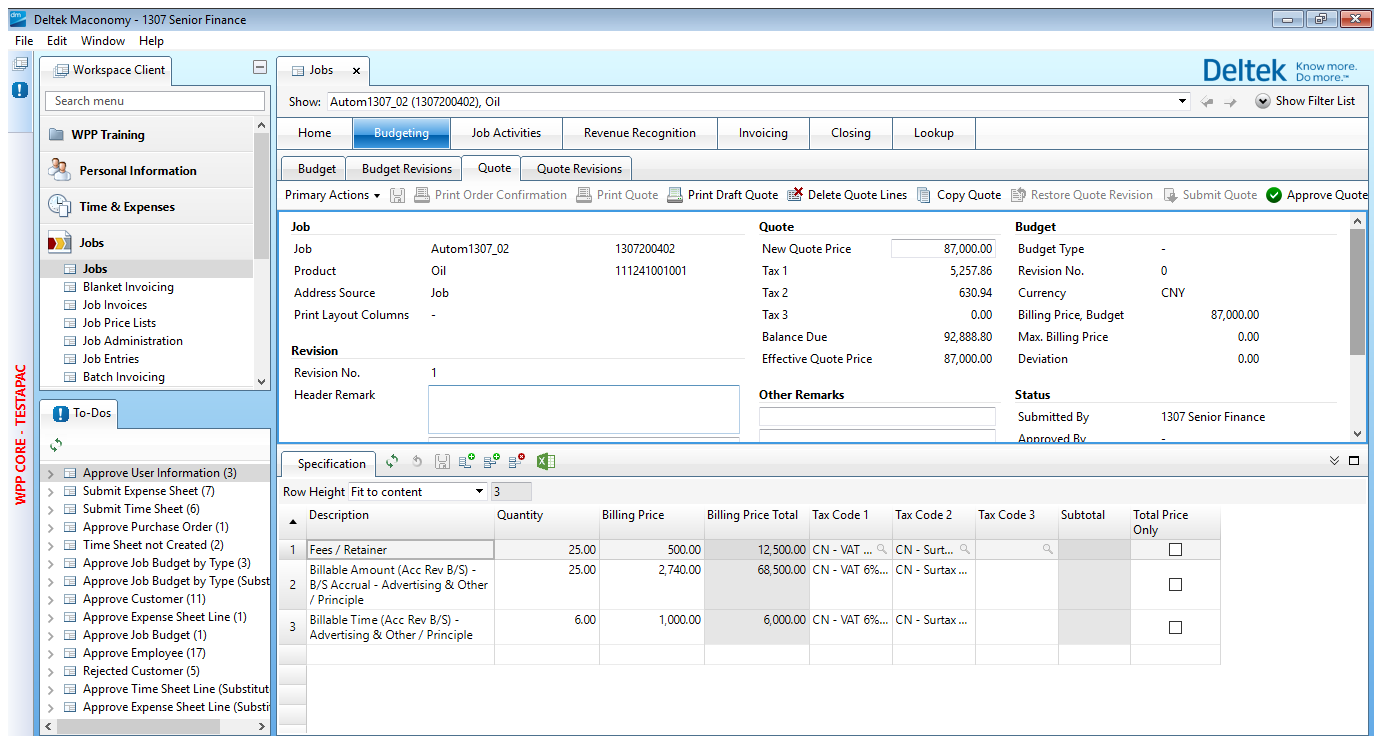 Deltek Maconomy - 1307 Senior Finance
File Edit Window Help
Workspace Client
Search menu
WPP Training
Personal Information
Time & Expenses
Jobs
Jobs
Blanket Invoicing
Job Invoices
Job Price Lists
Job Administration
Job Entries
Batch Invoicing
WPP CORE - TESTAPAC
To-Dos
Approve User Information (3)
Submit Expense Sheet (7)
Submit Time Sheet (6)
Approve Purchase Order (1)
Time Sheet not Created (2)
Approve Job Budget by Type (3)
Approve Job Budget by Type (Subst
Approve Customer (11)
Approve Expense Sheet Line (1)
Approve Job Budget (1)
Approve Employee (17)
Rejected Customer (5)
Approve Time Sheet Line (Substitut
Approve Expense Sheet Line (Substi
Jobs x
Deltek Know more.
Do more.™
Show: Autom1307_02 (1307200402), Oil Show Filter List
Home Budgeting Job Activities Revenue Recognition Invoicing Closing Lookup
Budget Budget Revisions Quote Quote Revisions
Primary Actions Print Order Confirmation Print Quote Print Draft Quote Delete Quote Lines Copy Quote Restore Quote Revision Submit Quote Approve Quote
Job Quote Budget
Job Autom1307_02 1307200402 New Quote Price 87,000.00 Budget Type -
Product Oil 111241001001 Tax 1 5,257.86 Revision No. 0
Address Source Job Tax 2 630.94 Currency CNY
Print Layout Columns - Tax 3 0.00 Billing Price, Budget 87,000.00
Balance Due 92,888.80 Max. Billing Price 0.00
Revision Effective Quote Price 87,000.00 Deviation 0.00
Revision No. 1
Header Remark Other Remarks Status
Submitted By 1307 Senior Finance
Approved By -
Specification
Row Height Fit to content 3
Description Quantity Billing Price Billing Price Total Tax Code 1 Tax Code 2 Tax Code 3 Subtotal Total Price
Only
1 Fees / Retainer 25.00 500.00 12,500.00 CN - VAT ... CN - Surt...
Billable Amount (Acc Rev B/S) - 25.00 2,740.00 68,500.00 CN - VAT 6%... CN - Surtax ...
2 B/S Accrual - Advertising & Other
/ Principle
Billable Time (Acc Rev B/S) - 6.00 1,000.00 6,000.00 CN - VAT 6%... CN - Surtax ...
3 Advertising & Other / Principle